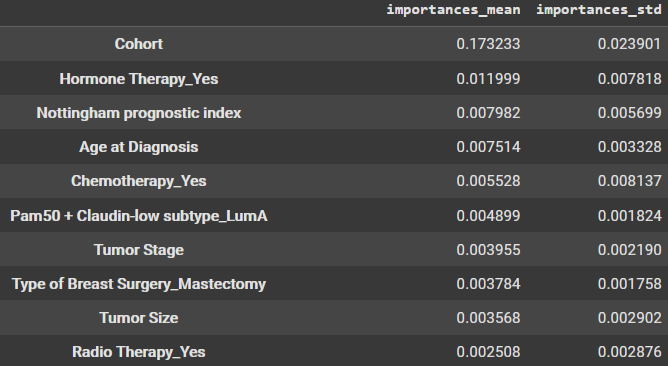 importances_mean importances_std
Cohort 0.173233 0.023901
Hormone Therapy_Yes 0.011999 0.007818
Nottingham prognostic index 0.007982 0.005699
Age at Diagnosis 0.007514 0.003328
Chemotherapy_Yes 0.005528 0.008137
Pam50 + Claudin-low subtype_LumA 0.004899 0.001824
Tumor Stage 0.003955 0.002190
Type of Breast Surgery_Mastectomy 0.003784 0.001758
Tumor Size 0.003568 0.002902
Radio Therapy_Yes 0.002508 0.002876